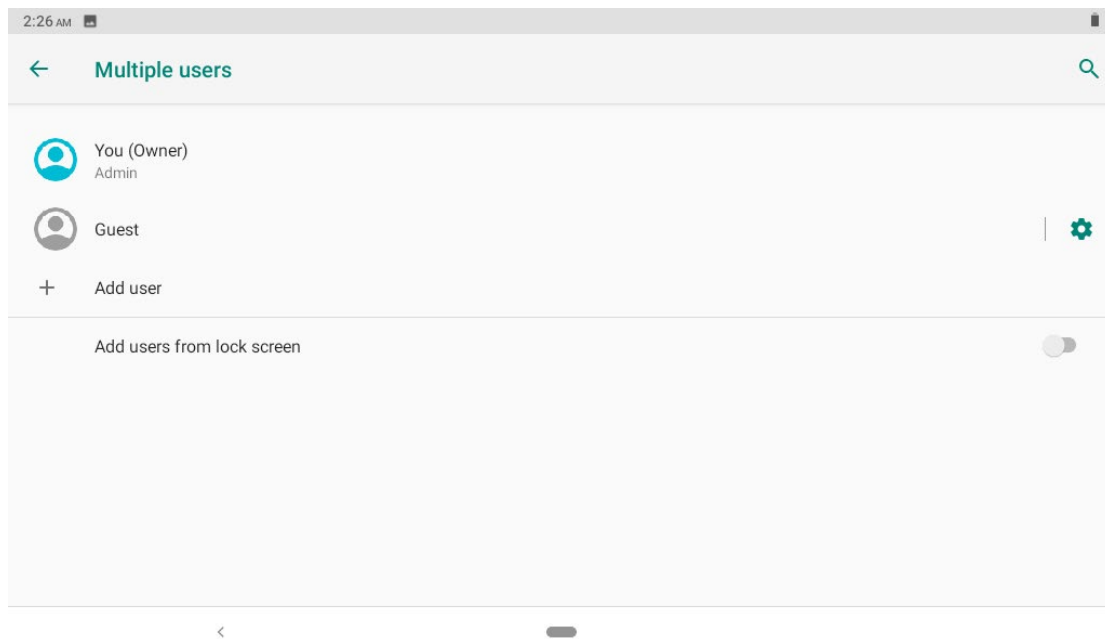 2:26 AM
Multiple users
You (Owner)
Admin
Guest
Add user
Add users from lock screen